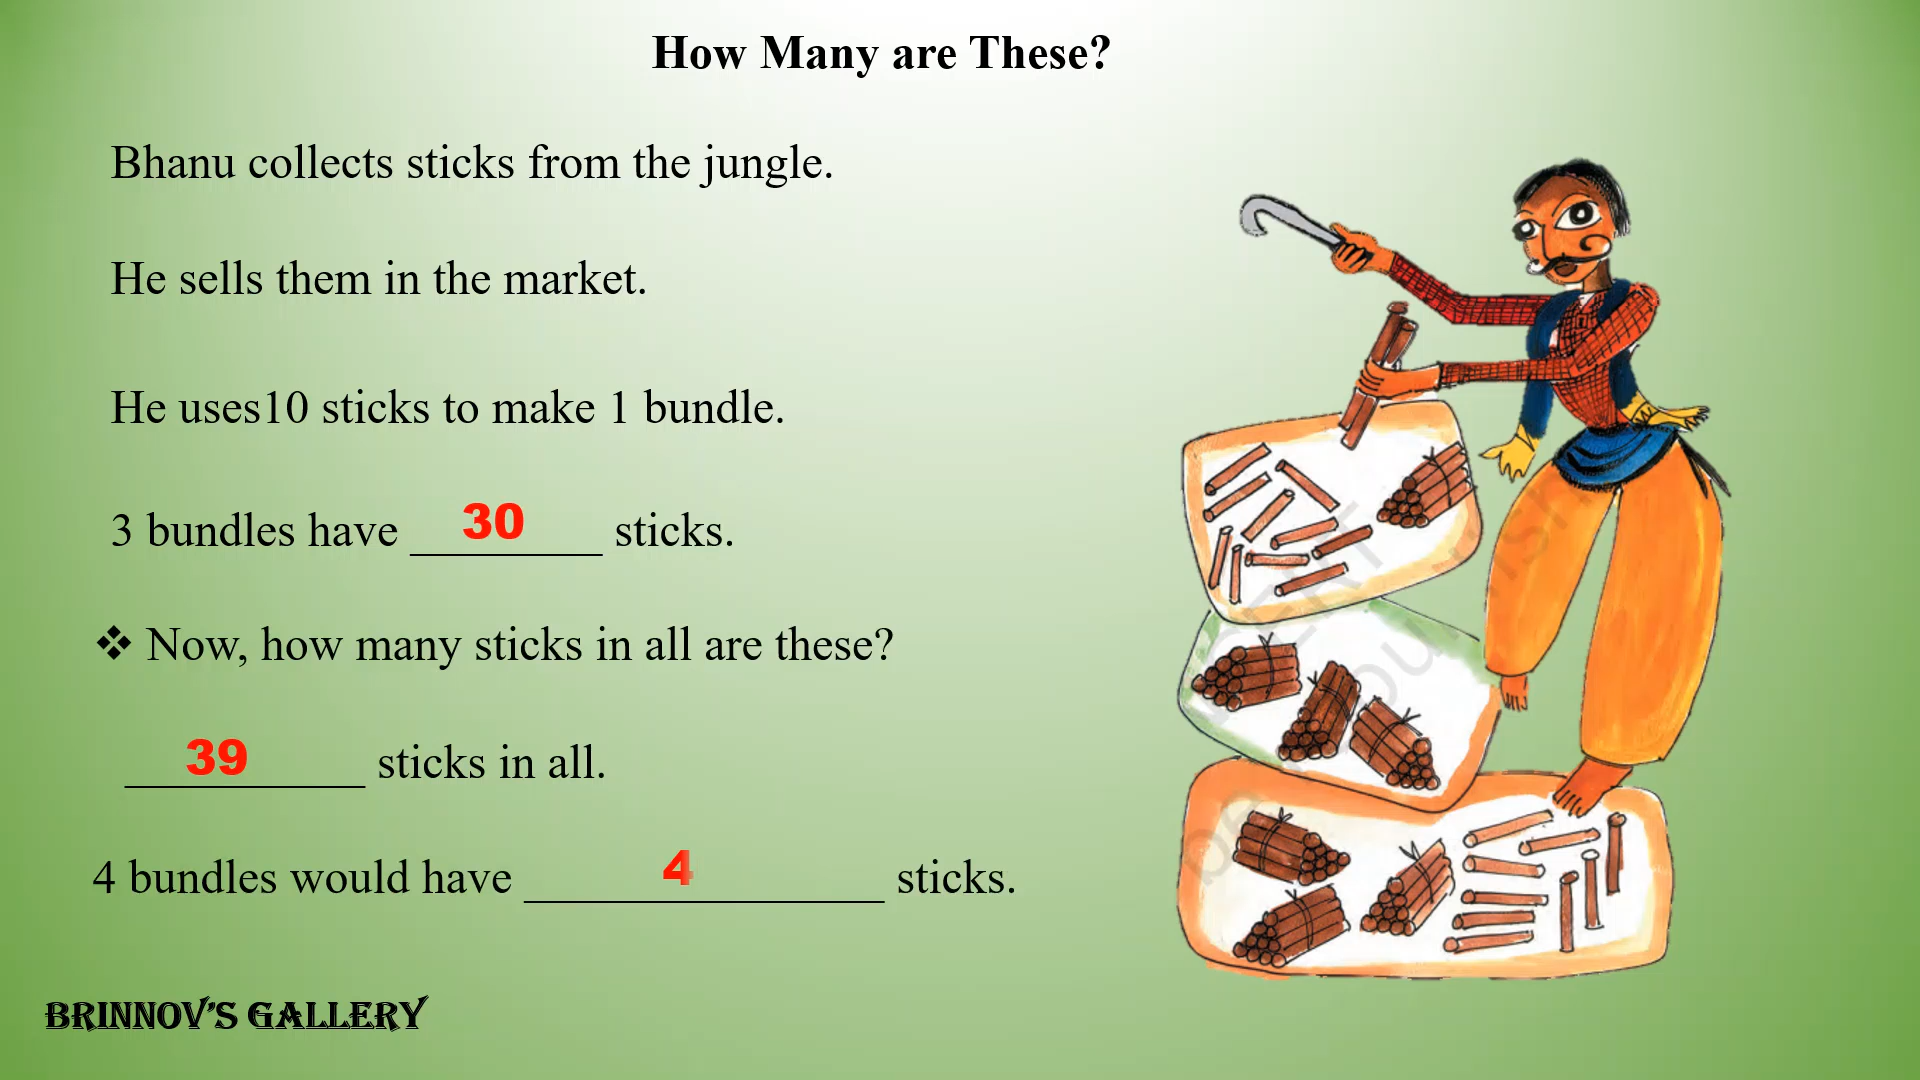 How Many are These?
Bhanu collects sticks from the jungle.
He sells them in the market.
He uses10 sticks to make 1 bundle.
3 bundles have ________ 30 sticks.
❖ Now, how many sticks in all are these?
39 sticks in all.
4 bundles would have 4 sticks.
BRINNOV'S GALLERY